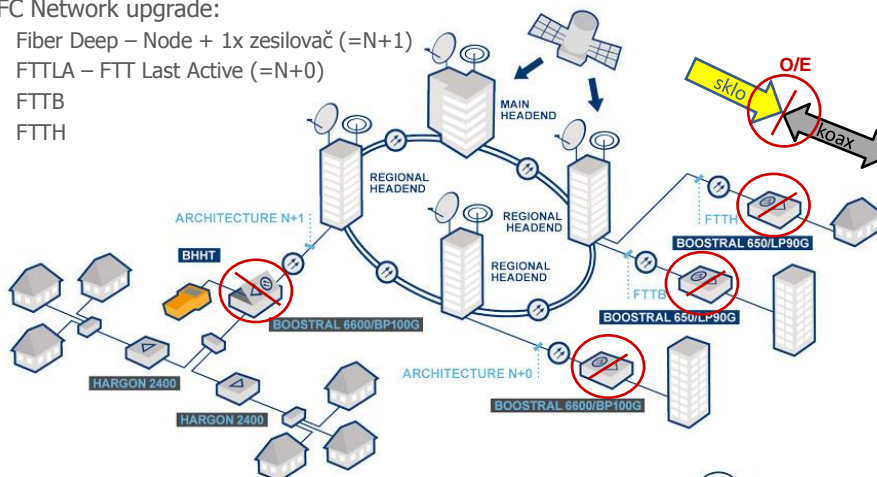 FC Network upgrade:
Fiber Deep – Node + 1x zesilovač (=N+1)
FTTLA – FTT Last Active (=N+0)
FTTB
FTTH
O/E
sklo
koax
MAIN
HEADEND
REGIONAL
HEADEND
REGIONAL
HEADEND
REGIONAL
HEADEND
ARCHITECTURE N+1
BHHT
FTTH
BOOSTRAL 650/LP90G
FTTB
BOOSTRAL 650/LP90G
BOOSTRAL 6600/BP100G
ARCHITECTURE N+0
BOOSTRAL 6600/BP100G
HARGON 2400
HARGON 2400